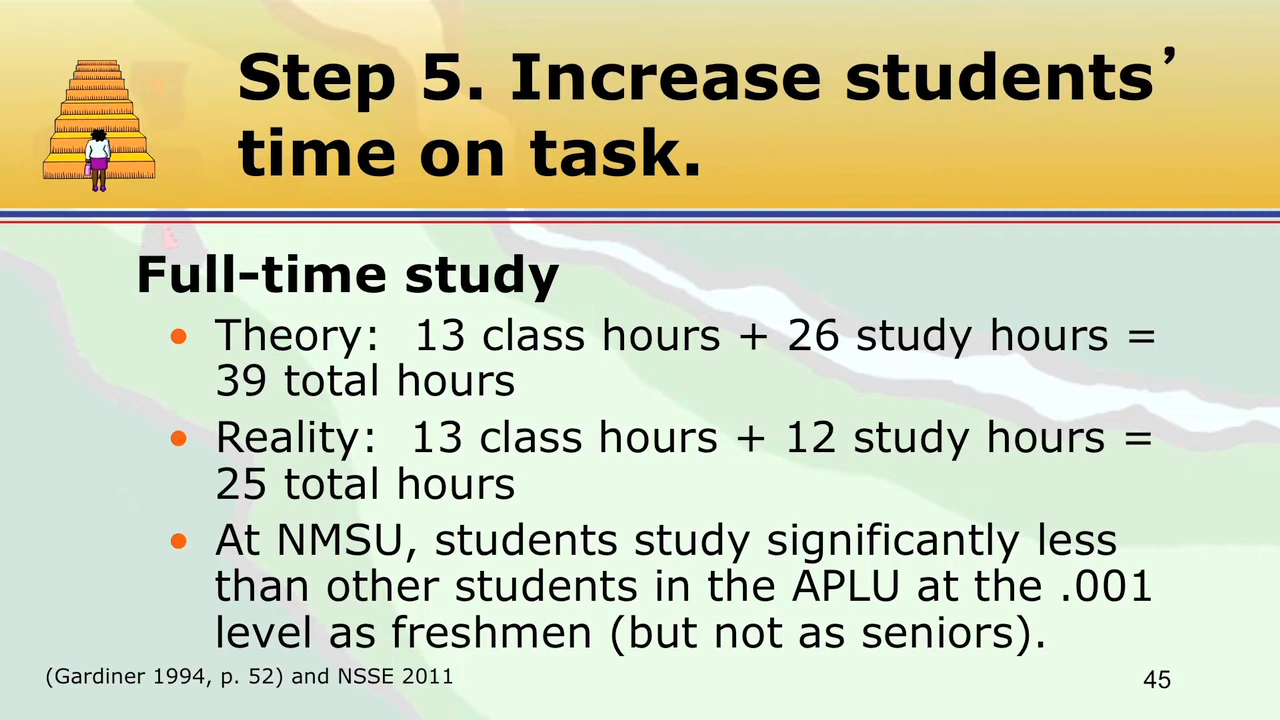 Step 5. Increase students’
time on task.
Full-time study
• Theory: 13 class hours + 26 study hours =
39 total hours
• Reality: 13 class hours + 12 study hours =
25 total hours
• At NMSU, students study significantly less
than other students in the APLU at the .001
level as freshmen (but not as seniors).
(Gardiner 1994, p. 52) and NSSE 2011
45